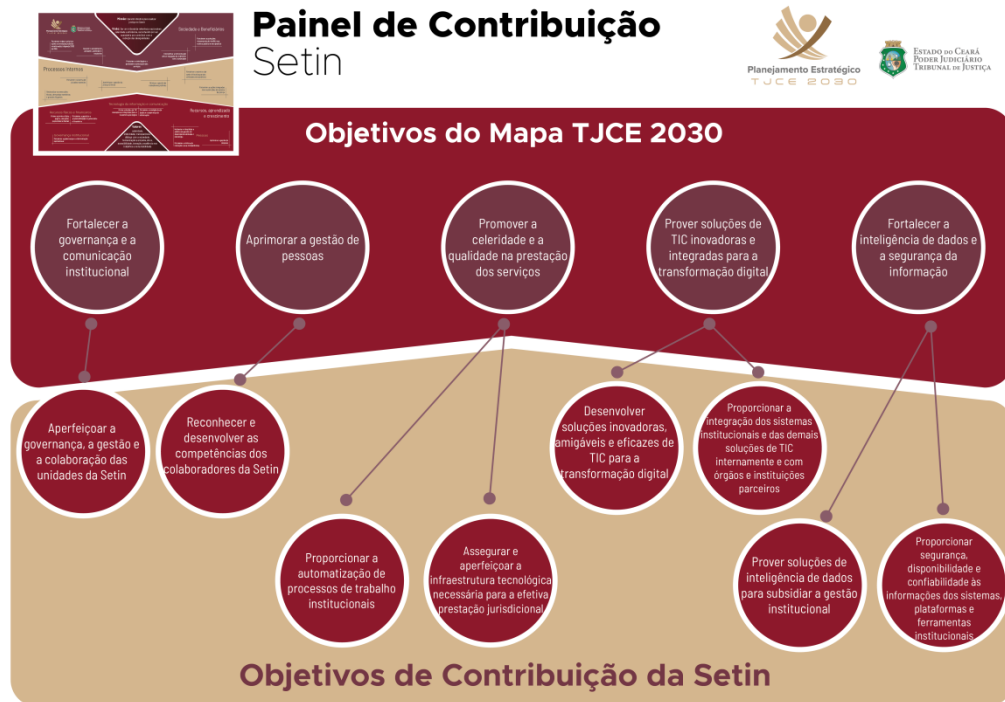 Painel de Contribuição
Setin
Planejamento Estratégico
TJCE 2030
ESTADO DO CEARÁ
PODER JUDICIÁRIO
TRIBUNAL DE JUSTIÇA
Sociedade e Beneficiários
Processos Internos
Objetivos do Mapa TJCE 2030
Fortalecer a
governança e a
comunicação
institucional
Aprimorar a gestão de
pessoas
Promover a
celeridade e a
qualidade na prestação
dos serviços
Prover soluções de
TIC inovadoras e
integradas para a
transformação digital
Fortalecer a
inteligência de dados e
a segurança da
informação
Aperfeiçoar a
governança, a gestão e
a colaboração das
unidades da Setin
Reconhecer e
desenvolver as
competências dos
colaboradores da Setin
Desenvolver
soluções inovadoras,
amigáveis e eficazes de
TIC para a
transformação digital
Proporcionar a
integração dos sistemas
institucionais e das demais
soluções de TIC
internamente e com
órgãos e instituições
parceiros
Proporcionar a
automatização de
processos de trabalho
institucionais
Assegurar e
aperfeiçoar a
infraestrutura tecnológica
necessária para a efetiva
prestação jurisdicional
Prover soluções de
inteligência de dados
para subsidiar a gestão
institucional
Proporcionar
segurança,
disponibilidade e
confiabilidade às
informações dos sistemas,
plataformas e
ferramentas
institucionais
Objetivos de Contribuição da Setin